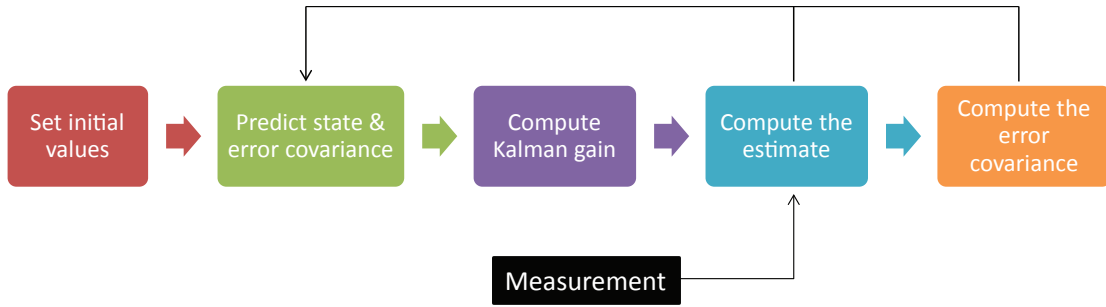 Set initial
values
Predict state &
error covariance
Compute
Kalman gain
Compute the
estimate
Compute the
error
covariance
Measurement